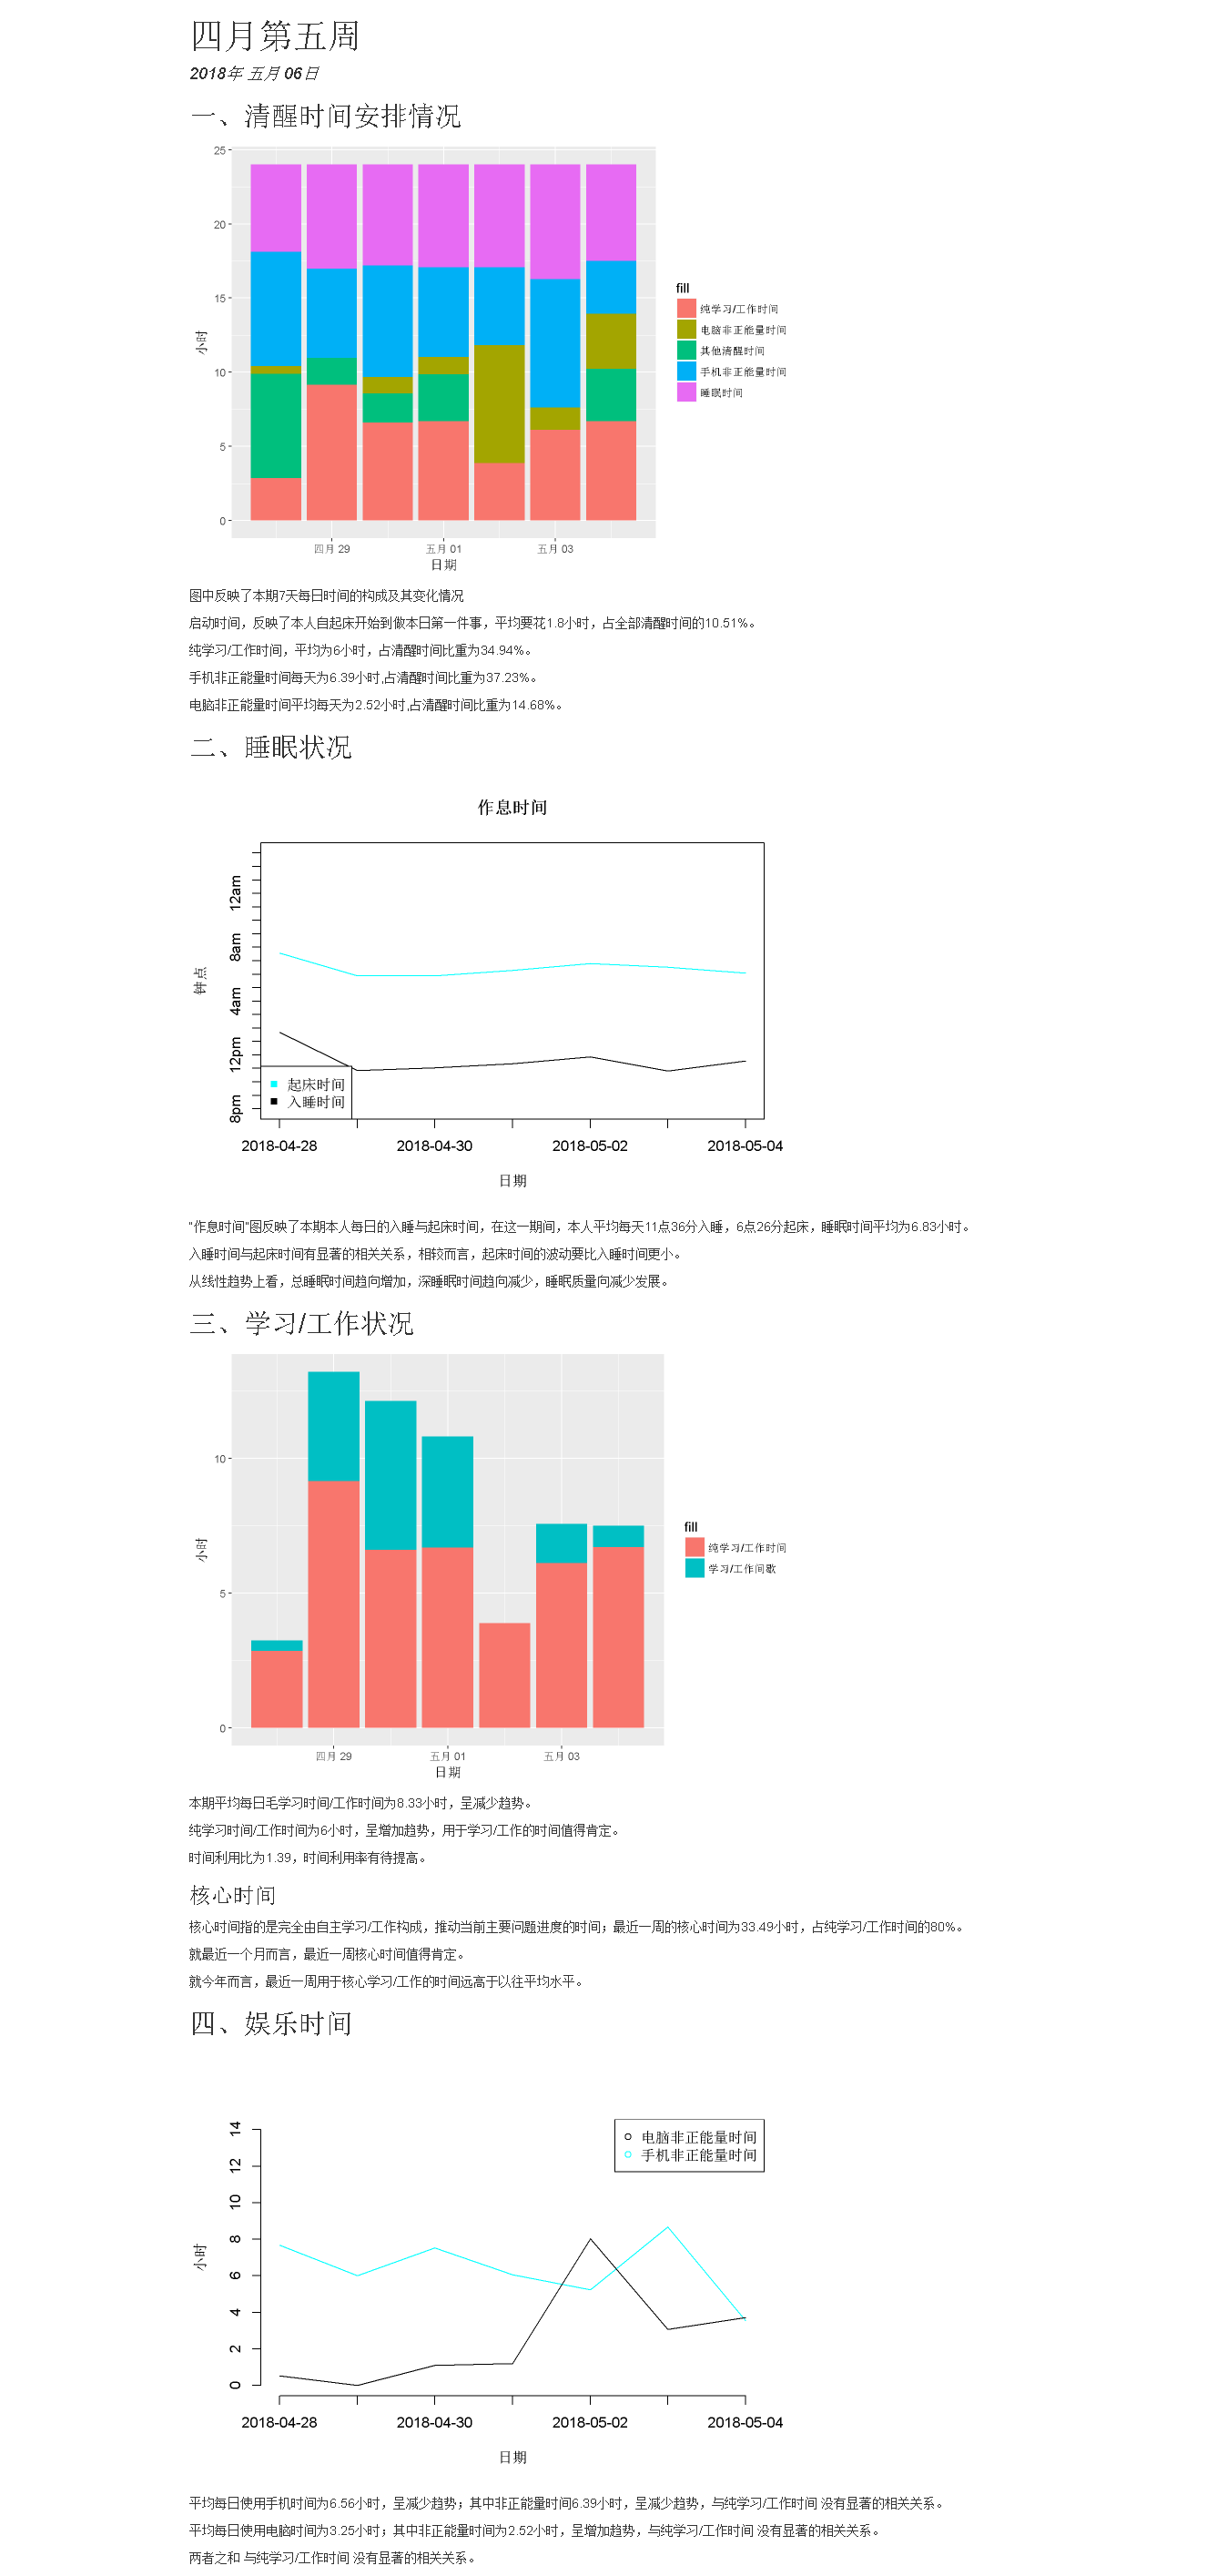 四月第五周
2018年 五月 06日
一、清醒时间安排情况
25
20
15
10
5
0
小时
四月 29
五月 01
五月 03
日期
fill
纯学习/工作时间
电脑非正能量时间
其他清醒时间
手机非正能量时间
睡眠时间
图中反映了本期7天每日时间的构成及其变化情况
启动时间，反映了本人自起床开始到做本日第一件事，平均要花1.8小时，占全部清醒时间的10.51%。
纯学习/工作时间，平均为6小时，占清醒时间比重为34.94%。
手机非正能量时间每天为6.39小时,占清醒时间比重为37.23%。
电脑非正能量时间平均每天为2.52小时,占清醒时间比重为14.68%。
二、睡眠状况
作息时间
12am
8am
4am
12pm
8pm
钟点
起床时间
入睡时间
2018-04-28
2018-04-30
2018-05-02
2018-05-04
日期
"作息时间"图反映了本期本人每日的入睡与起床时间，在这一期间，本人平均每天11点36分入睡，6点26分起床，睡眠时间平均为6.83小时。
入睡时间与起床时间有显著的相关关系，相较而言，起床时间的波动要比入睡时间更小。
从线性趋势上看，总睡眠时间趋向增加，深睡眠时间趋向减少，睡眠质量向减少发展。
三、学习/工作状况
10
5
0
小时
四月 29
五月 01
五月 03
日期
fill
纯学习/工作时间
学习/工作间歇
本期平均每日毛学习时间/工作时间为8.33小时，呈减少趋势。
纯学习时间/工作时间为6小时，呈增加趋势，用于学习/工作的时间值得肯定。
时间利用比为1.39，时间利用率有待提高。
核心时间
核心时间指的是完全由自主学习/工作构成，推动当前主要问题进度的时间；最近一周的核心时间为33.49小时，占纯学习/工作时间的80%。
就最近一个月而言，最近一周核心时间值得肯定。
就今年而言，最近一周用于核心学习/工作的时间远高于以往平均水平。
四、娱乐时间
14
12
10
8
6
4
2
0
小时
电脑非正能量时间
手机非正能量时间
2018-04-28
2018-04-30
2018-05-02
2018-05-04
日期
平均每日使用手机时间为6.56小时，呈减少趋势；其中非正能量时间6.39小时，呈减少趋势，与纯学习/工作时间 没有显著的相关关系。
平均每日使用电脑时间为3.25小时；其中非正能量时间为2.52小时，呈增加趋势，与纯学习/工作时间 没有显著的相关关系。
两者之和 与纯学习/工作时间 没有显著的相关关系。